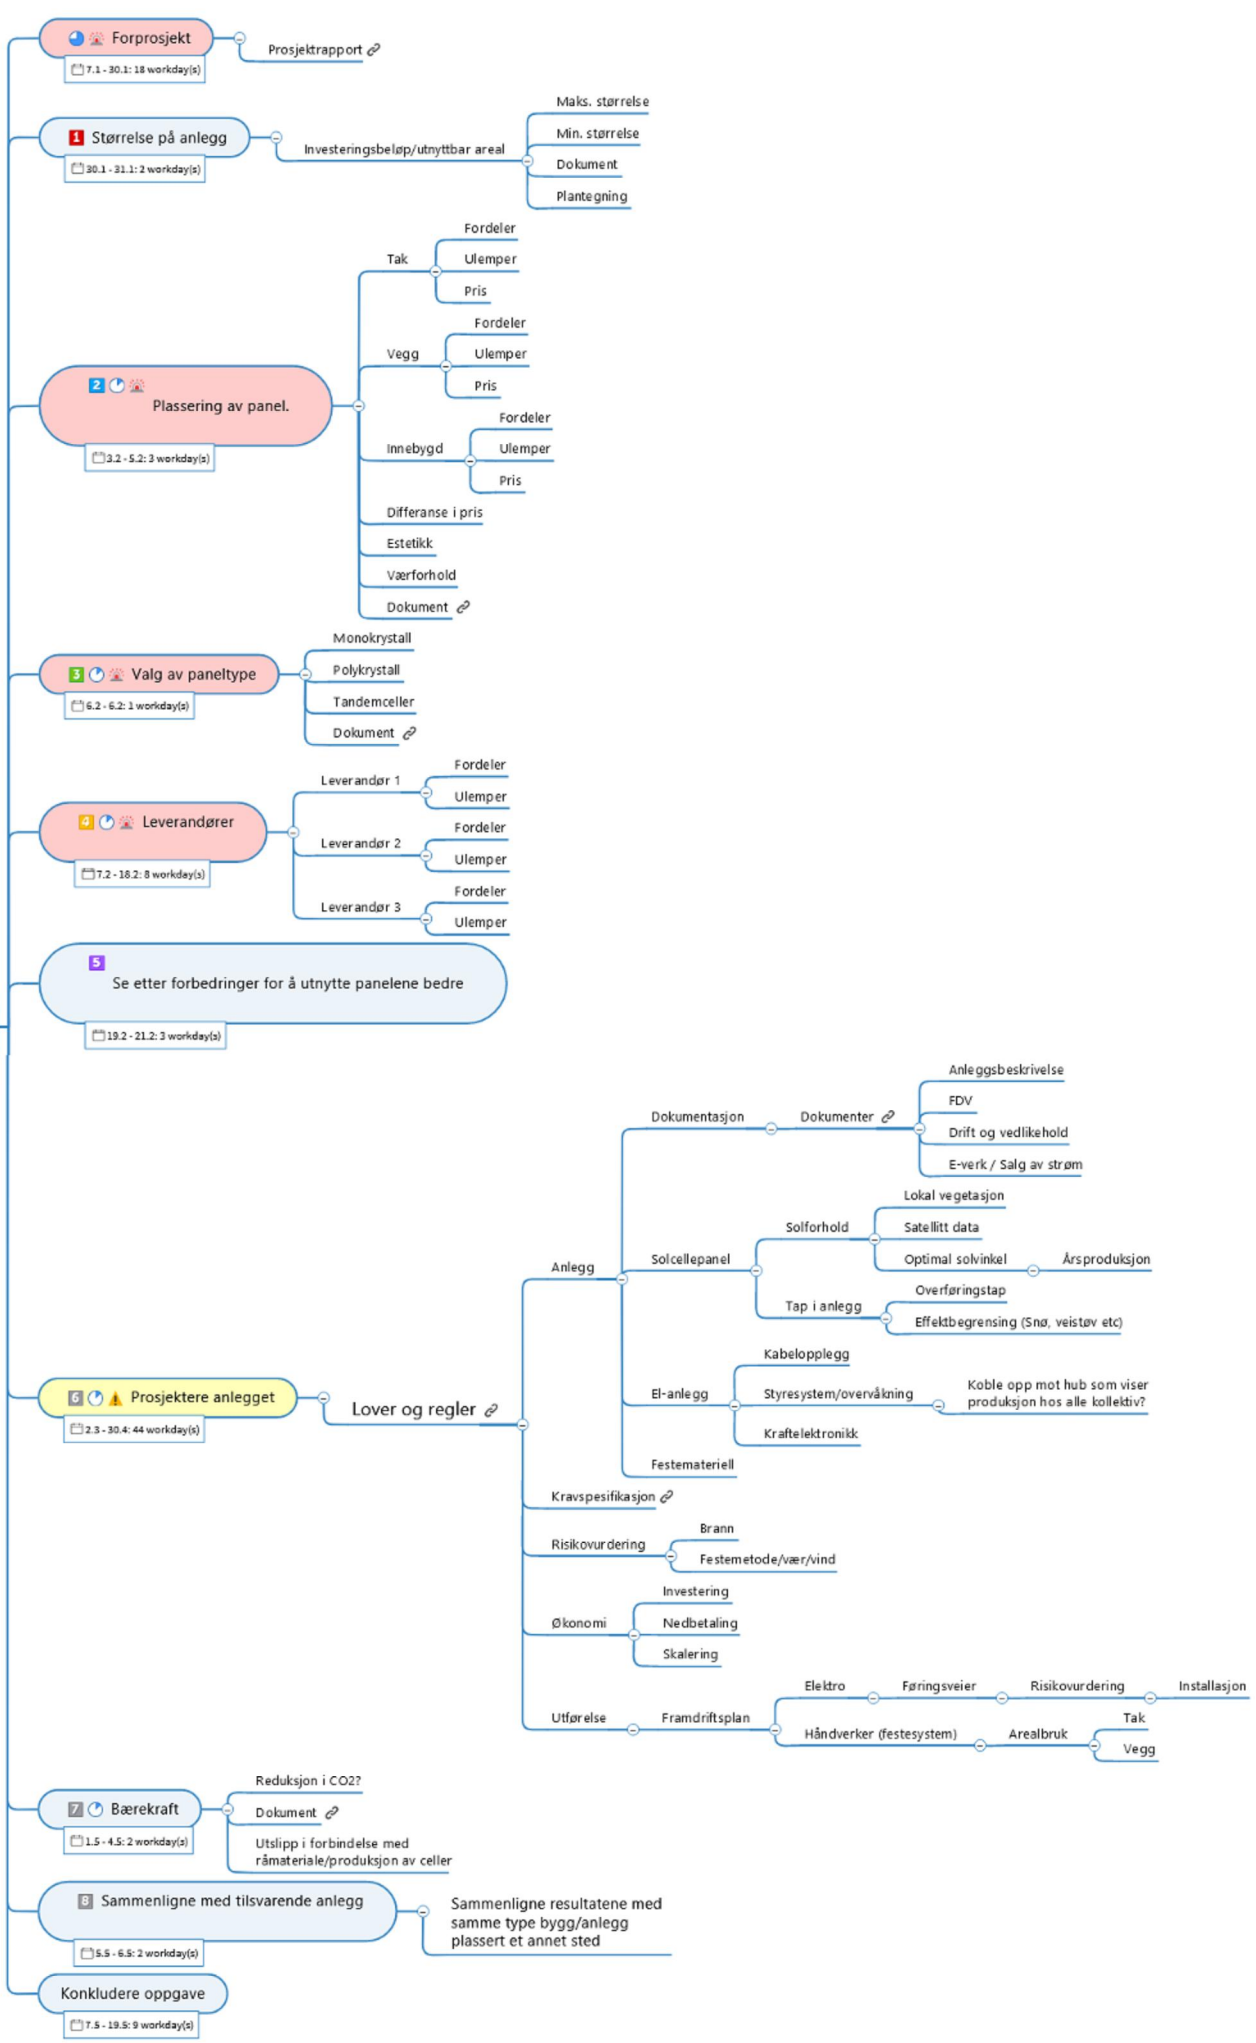 Forprosjekt
7.1 - 30.1: 18 workday(s)
Prosjektrapport
1 Størrelse på anlegg
30.1 - 31.1: 2 workday(s)
Investeringsbeløp/utnyttbar areal
Maks. størrelse
Min. størrelse
Dokument
Plantegning
2
Plassering av panel.
3.2 - 5.2: 3 workday(s)
Tak
Fordeler
Ulemper
Pris
Vegg
Fordeler
Ulemper
Pris
Innebygd
Fordeler
Ulemper
Pris
Differanse i pris
Estetikk
Værforhold
Dokument
3 Valg av paneltype
6.2 - 6.2: 1 workday(s)
Monokrystall
Polykrystall
Tandemceller
Dokument
4 Leverandører
7.2 - 18.2: 8 workday(s)
Leverandør 1
Fordeler
Ulemper
Leverandør 2
Fordeler
Ulemper
Leverandør 3
Fordeler
Ulemper
5
Se etter forbedringer for å utnytte panelene bedre
19.2 - 21.2: 3 workday(s)
6 Prosjektere anlegget
2.3 - 30.4: 44 workday(s)
Lover og regler
Anlegg
Dokumentasjon
Dokumenter
Anleggsbeskrivelse
FDV
Drift og vedlikehold
E-verk / Salg av strøm
Solcellepanel
Solforhold
Lokal vegetasjon
Satellitt data
Optimal solvinkel
Årsproduksjon
Tap i anlegg
Overføringstap
Effektbegrensing (Snø, veistøv etc)
El-anlegg
Kabelopplegg
Styresystem/overvåkning
Koble opp mot hub som viser
produksjon hos alle kollektiv?
Kraftelektronikk
Festemateriell
Kravspesifikasjon
Risikovurdering
Brann
Festemetode/vær/vind
Økonomi
Investering
Nedbetaling
Skalering
Utførelse
Framdriftsplan
Elektro
Føringsveier
Risikovurdering
Installasjon
Håndverker (festesystem)
Arealbruk
Tak
Vegg
7 Bærekraft
1.5 - 4.5: 2 workday(s)
Reduksjon i CO2?
Dokument
Utslipp i forbindelse med
råmateriale/produksjon av celler
8 Sammenligne med tilsvarende anlegg
5.5 - 6.5: 2 workday(s)
Sammenligne resultatene med
samme type bygg/anlegg
plassert et annet sted
Konkludere oppgave
7.5 - 19.5: 9 workday(s)